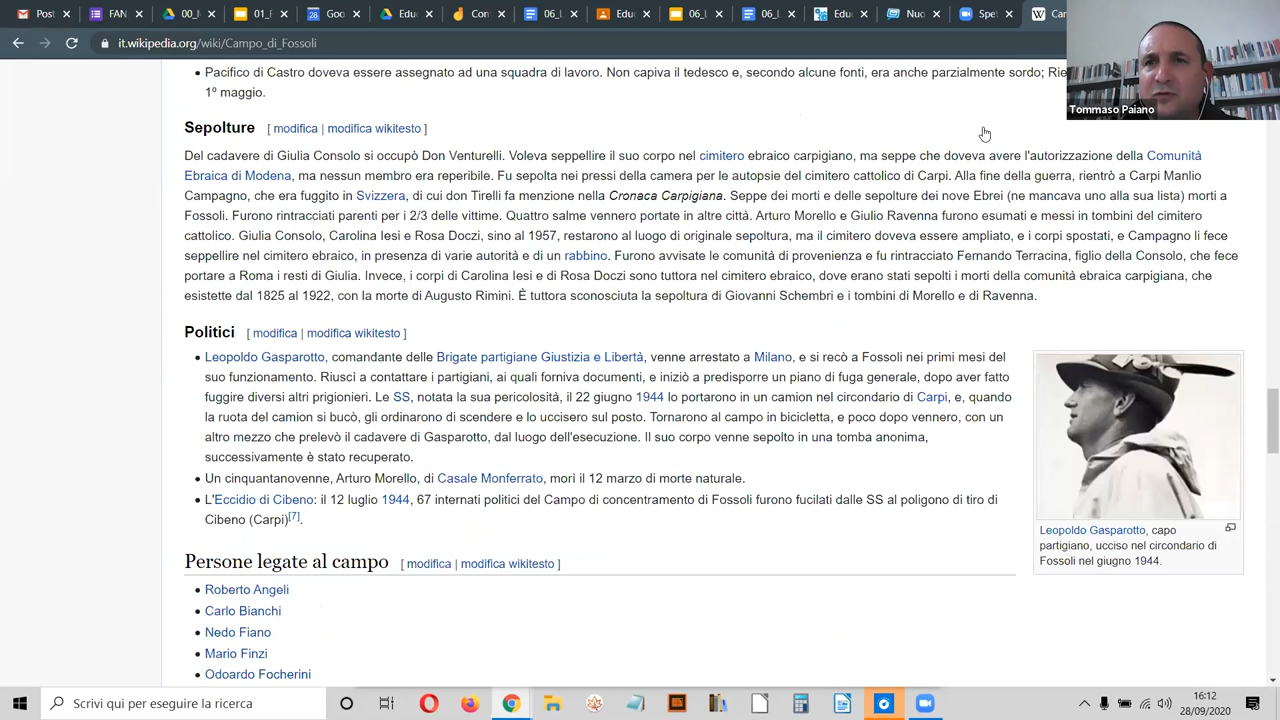 Post
FAN
01_F
Goo
Edu
Con
06_L
Edu
06_L
06_L
Educ
Nuo
Spet
W Car
it.wikipedia.org/wiki/Campo_di_Fossoli
Tommaso Paiano
• Pacifico di Castro doveva essere assegnato ad una squadra di lavoro. Non capiva il tedesco e, secondo alcune fonti, era anche parzialmente sordo; Rie
1º maggio.
Sepolture [ modifica | modifica wikitesto ]
Del cadavere di Giulia Consolo si occupò Don Venturelli. Voleva seppellire il suo corpo nel cimitero ebraico carpigiano, ma seppe che doveva avere l'autorizzazione della Comunità
Ebraica di Modena, ma nessun membro era reperibile. Fu sepolta nei pressi della camera per le autopsie del cimitero cattolico di Carpi. Alla fine della guerra, rientrò a Carpi Manlio
Campagno, che era fuggito in Svizzera, di cui don Tirelli fa menzione nella Cronaca Carpigiana. Seppe dei morti e delle sepolture dei nove Ebrei (ne mancava uno alla sua lista) morti a
Fossoli. Furono rintracciati parenti per i 2/3 delle vittime. Quattro salme vennero portate in altre città. Arturo Morello e Giulio Ravenna furono esumati e messi in tombini del cimitero
cattolico. Giulia Consolo, Carolina Iesi e Rosa Doczi, sino al 1957, restarono al luogo di originale sepoltura, ma il cimitero doveva essere ampliato, e i corpi spostati, e Campagno li fece
seppellire nel cimitero ebraico, in presenza di varie autorità e di un rabbino. Furono avvisate le comunità di provenienza e fu rintracciato Fernando Terracina, figlio della Consolo, che fece
portare a Roma i resti di Giulia. Invece, i corpi di Carolina Iesi e di Rosa Doczi sono tuttora nel cimitero ebraico, dove erano stati sepolti i morti della comunità ebraica carpigiana, che
esistette dal 1825 al 1922, con la morte di Augusto Rimini. È tuttora sconosciuta la sepoltura di Giovanni Schembri e i tombini di Morello e di Ravenna.
Politici [ modifica | modifica wikitesto ]
• Leopoldo Gasparotto, comandante delle Brigate partigiane Giustizia e Libertà, venne arrestato a Milano, e si recò a Fossoli nei primi mesi del
suo funzionamento. Riuscì a contattare i partigiani, ai quali forniva documenti, e iniziò a predisporre un piano di fuga generale, dopo aver fatto
fuggire diversi altri prigionieri. Le SS, notata la sua pericolosità, il 22 giugno 1944 lo portarono in un camion nel circondario di Carpi, e, quando
la ruota del camion si bucò, gli ordinarono di scendere e lo uccisero sul posto. Tornarono al campo in bicicletta, e poco dopo vennero, con un
altro mezzo che prelevò il cadavere di Gasparotto, dal luogo dell'esecuzione. Il suo corpo venne sepolto in una tomba anonima,
successivamente è stato recuperato.
• Un cinquantanovenne, Arturo Morello, di Casale Monferrato, morì il 12 marzo di morte naturale.
• L'Eccidio di Cibeno: il 12 luglio 1944, 67 internati politici del Campo di concentramento di Fossoli furono fucilati dalle SS al poligono di tiro di
Cibeno (Carpi)[7].
Leopoldo Gasparotto, capo
partigiano, ucciso nel circondario di
Fossoli nel giugno 1944.
Persone legate al campo [ modifica | modifica wikitesto ]
• Roberto Angeli
• Carlo Bianchi
• Nedo Fiano
• Mario Finzi
• Odoardo Focherini
Scrivi qui per eseguire la ricerca
16:12
28/09/2020